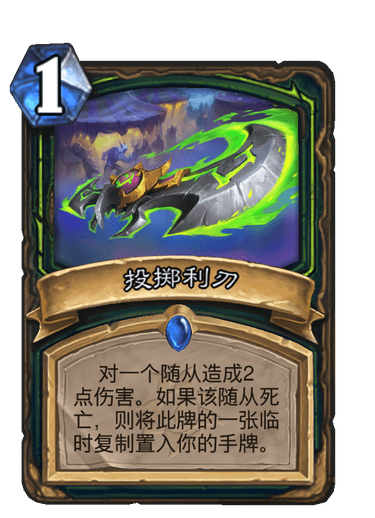 1
投掷利刃
对一个随从造成2
点伤害。如果该随从死
亡，则将此牌的一张临
时复制置入你的手牌。